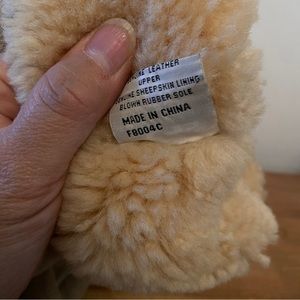 LEATHER
UPPER
SHEEPSKIN LINING
BLOWN RUBBER SOLE
MADE IN CHINA
F8004C